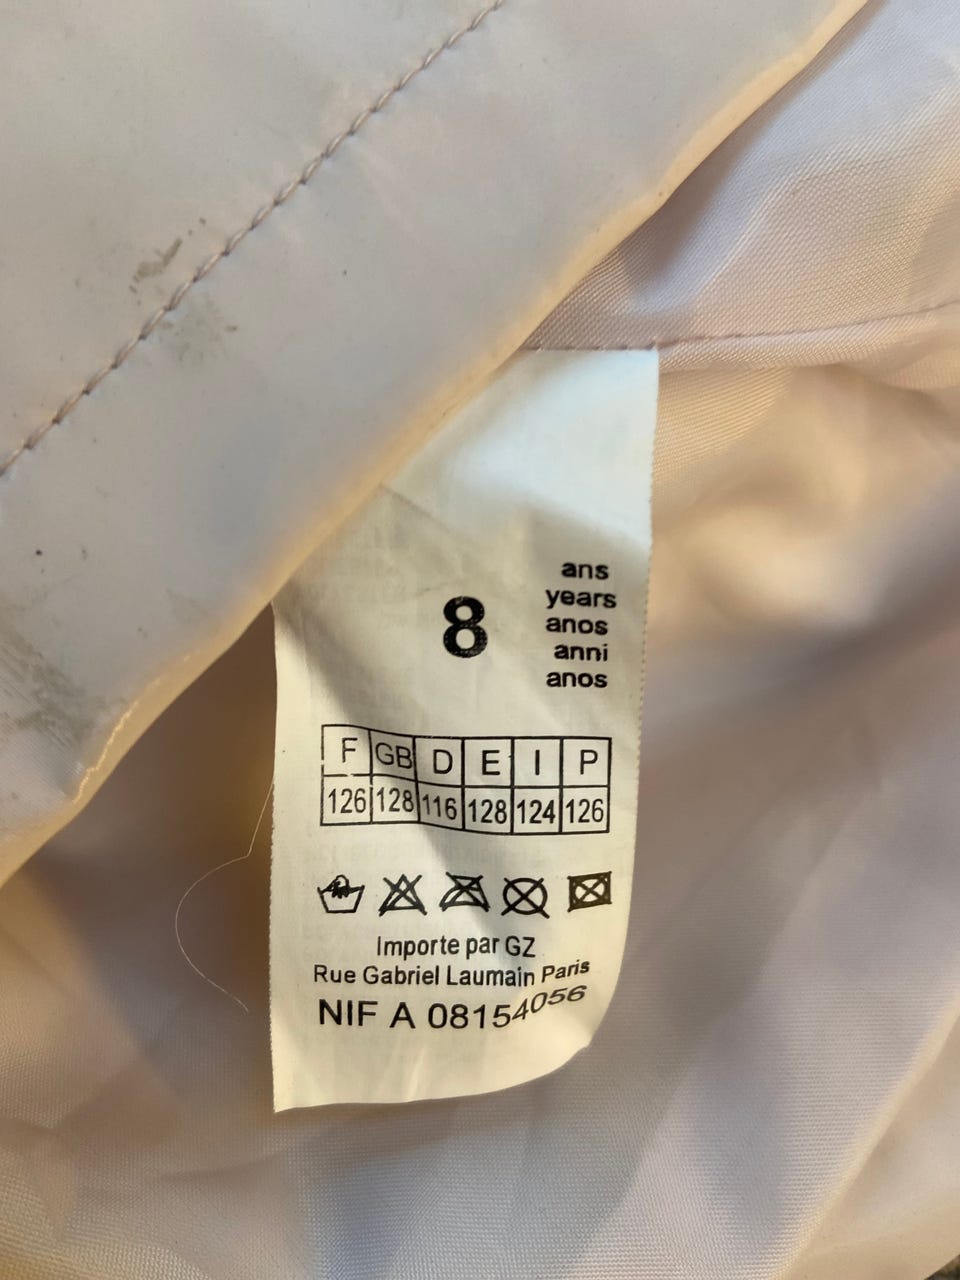 8
ans
years
anos
anni
anos
F GB D E I P
126 128 116 128 124 126
Importe par GZ
Rue Gabriel Laumain Paris
NIF A 08154056